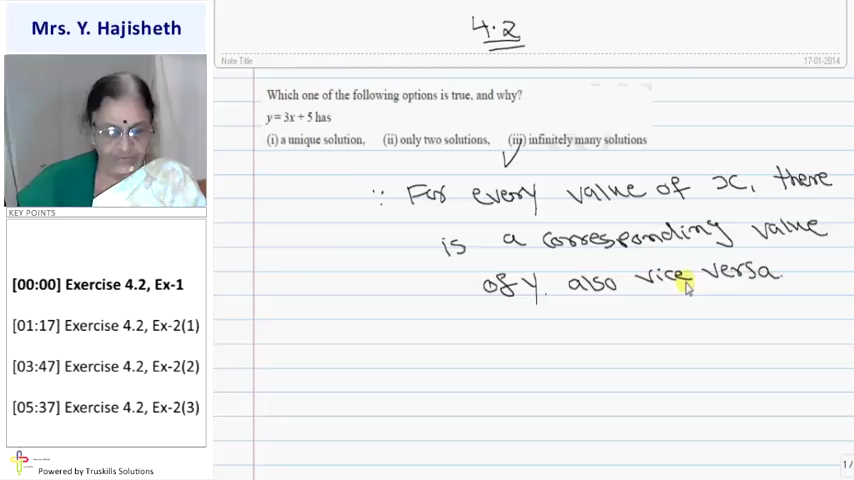 Mrs. Y. Hajisheth
4.2
Note Title
17-01-2014
Which one of the following options is true, and why?
y = 3x + 5 has
(i) a unique solution, (ii) only two solutions, (iii) infinitely many solutions
∵ For every value of x, there
is a corresponding value
of y. also vice versa.
KEY POINTS
[00:00] Exercise 4.2, Ex-1
[01:17] Exercise 4.2, Ex-2(1)
[03:47] Exercise 4.2, Ex-2(2)
[05:37] Exercise 4.2, Ex-2(3)
Powered by Truskills Solutions
1/